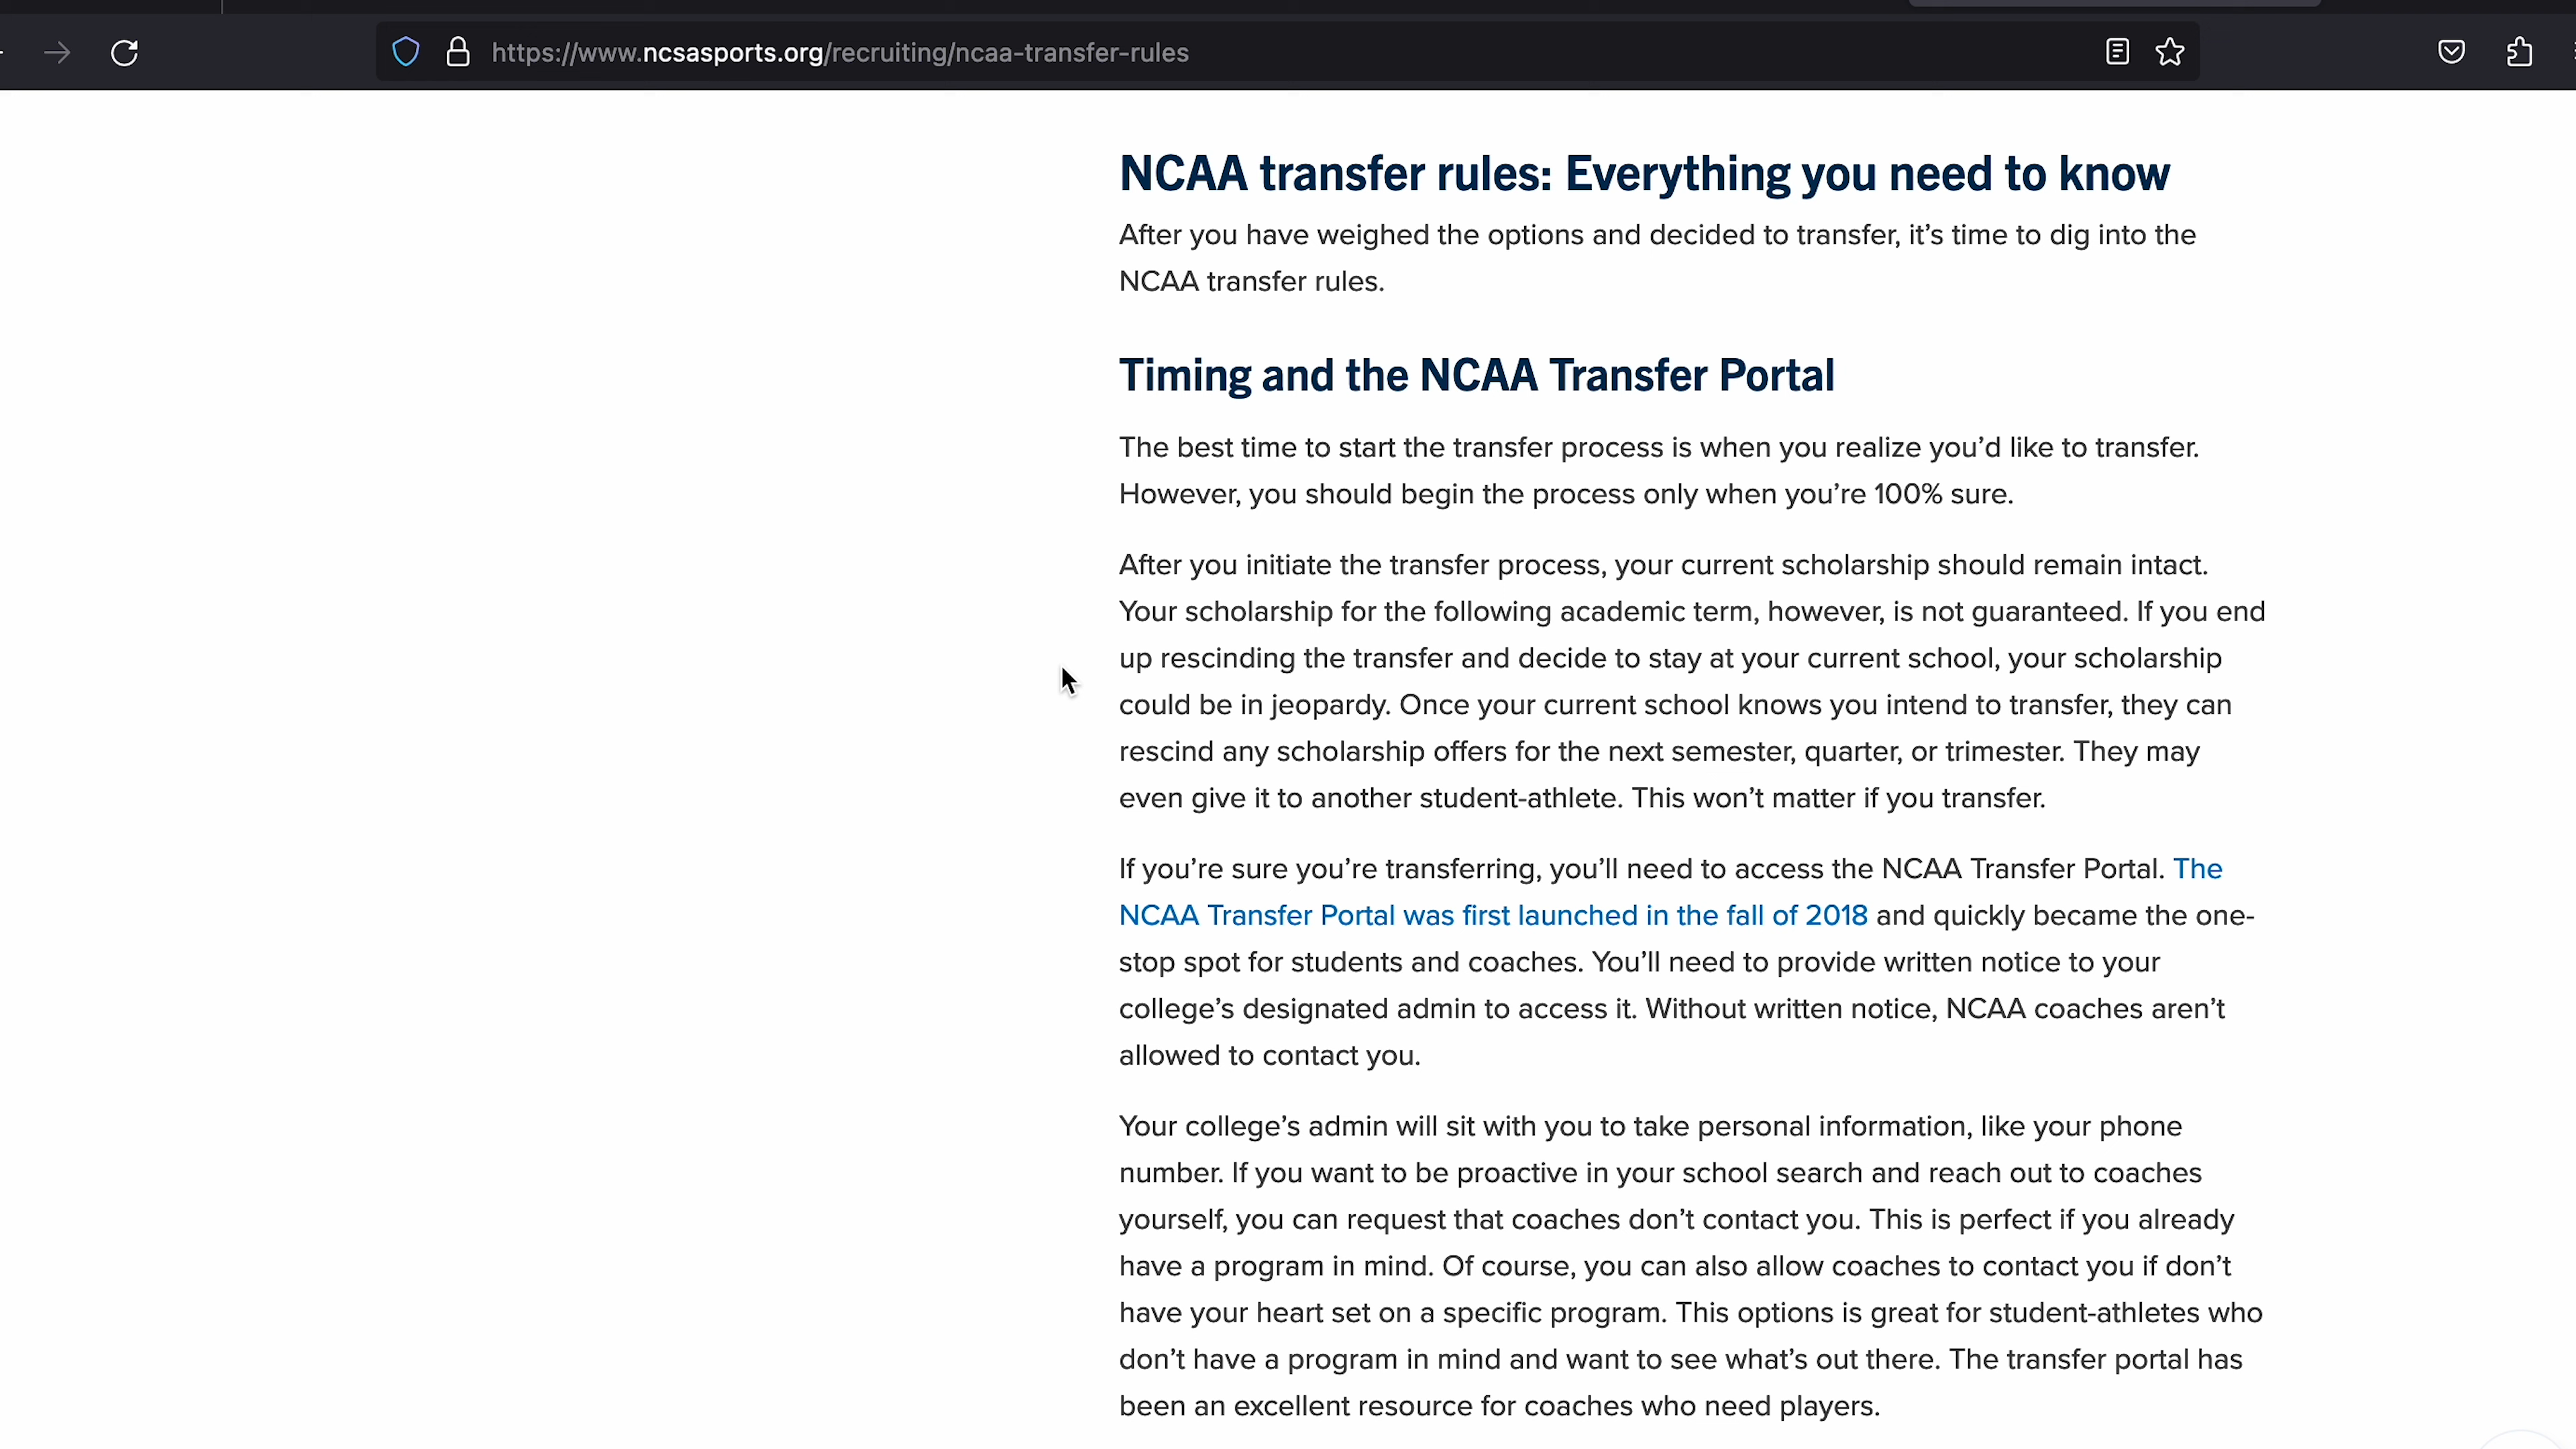 https://www.ncsasports.org/recruiting/ncaa-transfer-rules
NCAA transfer rules: Everything you need to know
After you have weighed the options and decided to transfer, it’s time to dig into the
NCAA transfer rules.
Timing and the NCAA Transfer Portal
The best time to start the transfer process is when you realize you’d like to transfer.
However, you should begin the process only when you’re 100% sure.
After you initiate the transfer process, your current scholarship should remain intact.
Your scholarship for the following academic term, however, is not guaranteed. If you end
up rescinding the transfer and decide to stay at your current school, your scholarship
could be in jeopardy. Once your current school knows you intend to transfer, they can
rescind any scholarship offers for the next semester, quarter, or trimester. They may
even give it to another student-athlete. This won’t matter if you transfer.
If you’re sure you’re transferring, you’ll need to access the NCAA Transfer Portal. The
NCAA Transfer Portal was first launched in the fall of 2018 and quickly became the one-
stop spot for students and coaches. You’ll need to provide written notice to your
college’s designated admin to access it. Without written notice, NCAA coaches aren’t
allowed to contact you.
Your college’s admin will sit with you to take personal information, like your phone
number. If you want to be proactive in your school search and reach out to coaches
yourself, you can request that coaches don’t contact you. This is perfect if you already
have a program in mind. Of course, you can also allow coaches to contact you if don’t
have your heart set on a specific program. This options is great for student-athletes who
don’t have a program in mind and want to see what’s out there. The transfer portal has
been an excellent resource for coaches who need players.